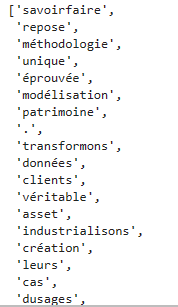 ['savoirfaire',
'repose',
'méthodologie',
'unique',
'éprouvée',
'modélisation',
'patrimoine',
'.',
'transformons',
'données',
'clients',
'véritable',
'asset',
'industrialisons',
'création',
'leurs',
'cas',
'dusages',